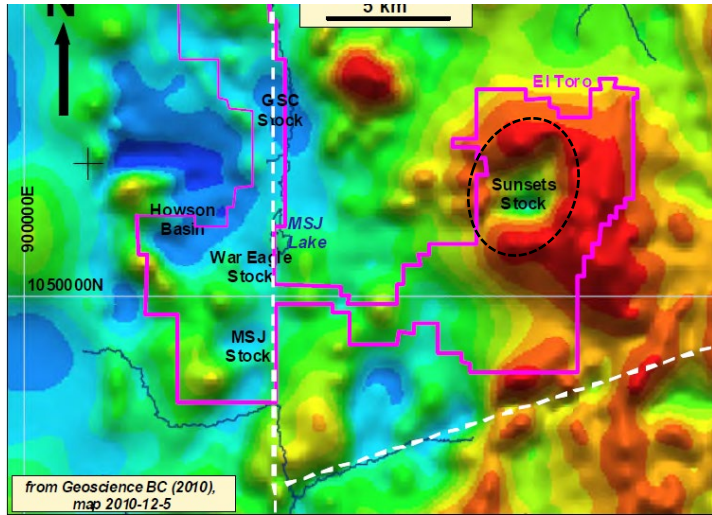 N
5 km
El Toro
GSC
Stock
Sunsets
Stock
Howson
Basin
MSJ
Lake
900000E
War Eagle
Stock
1050000N
MSJ
Stock
from Geoscience BC (2010),
map 2010-12-5